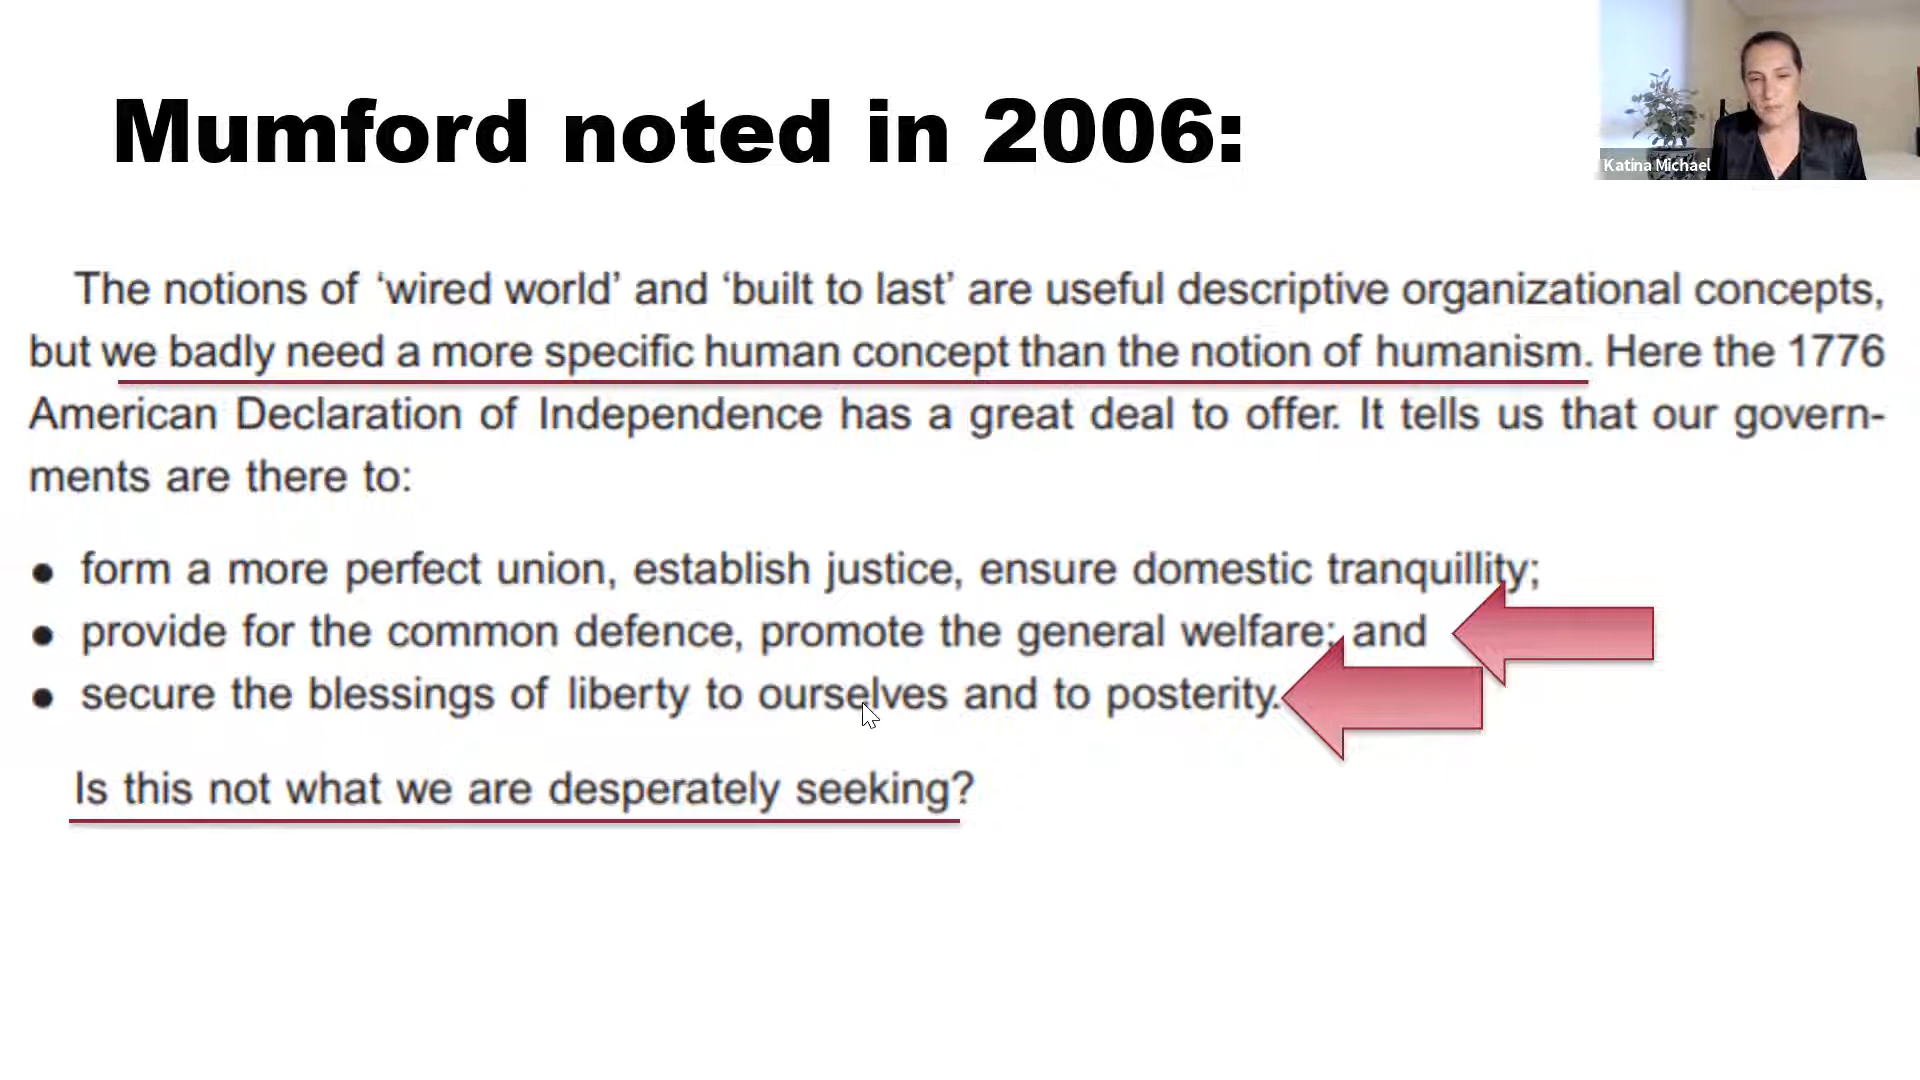 Mumford noted in 2006:
Katina Michael
The notions of ‘wired world’ and ‘built to last’ are useful descriptive organizational concepts,
but we badly need a more specific human concept than the notion of humanism. Here the 1776
American Declaration of Independence has a great deal to offer. It tells us that our govern-
ments are there to:
● form a more perfect union, establish justice, ensure domestic tranquillity;
● provide for the common defence, promote the general welfare; and
● secure the blessings of liberty to ourselves and to posterity.
Is this not what we are desperately seeking?